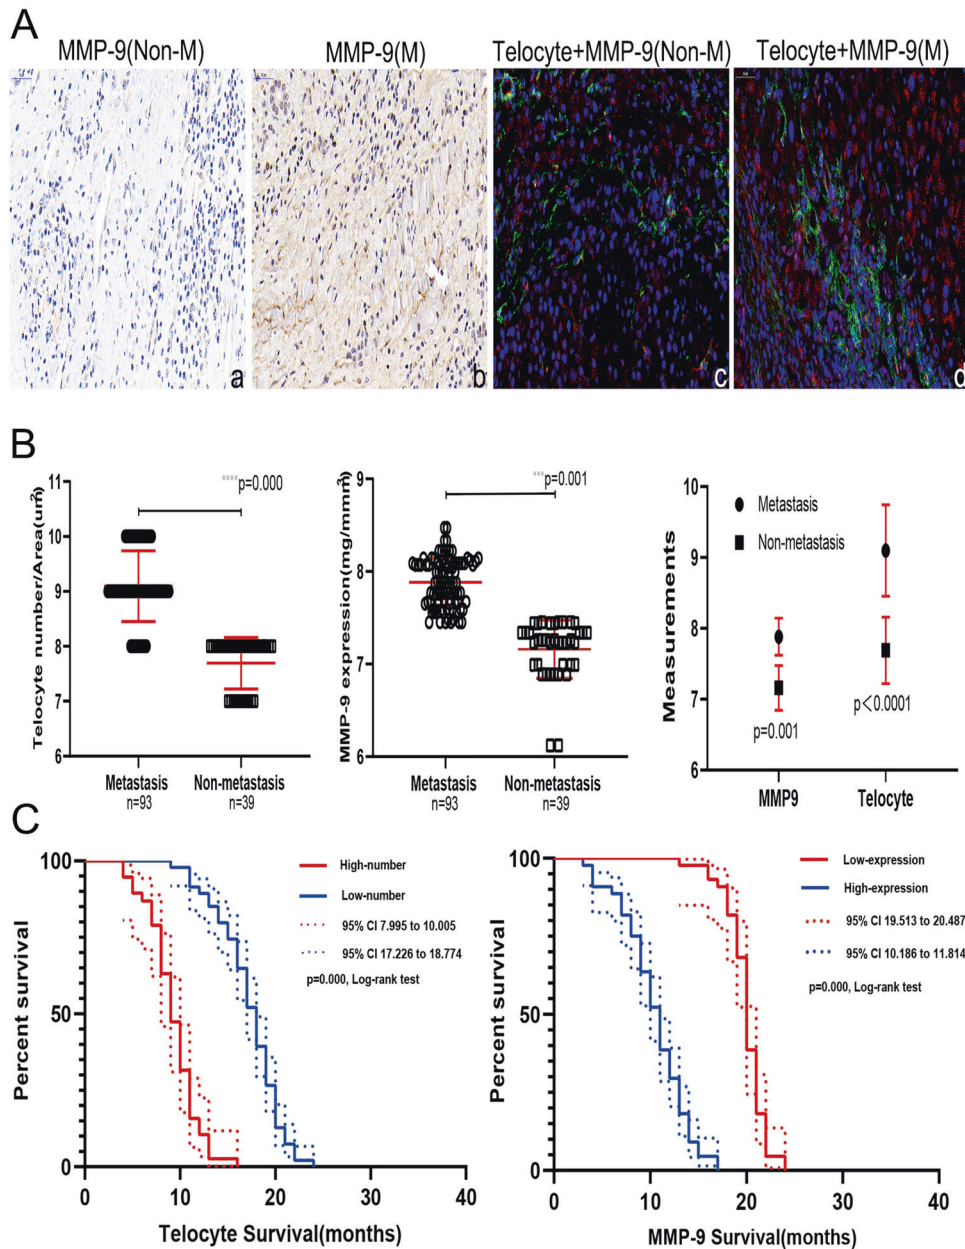 A
MMP-9(Non-M)
MMP-9(M)
Telocyte+MMP-9(Non-M)
Telocyte+MMP-9(M)
a
b
c
d
B
Telocyte number/Area(um²)
11
10
9
8
7
6
****p=0.000
Metastasis
n=93
Non-metastasis
n=39
MMP-9 expression(mg/mm³)
9
8
7
6
***p=0.001
Metastasis
n=93
Non-metastasis
n=39
Measurements
10
9
8
7
6
Metastasis
Non-metastasis
p=0.001
p<0.0001
MMP9
Telocyte
C
Percent survival
100
50
0
High-number
Low-number
95% CI 7.995 to 10.005
95% CI 17.226 to 18.774
p=0.000, Log-rank test
0
10
20
30
40
Telocyte Survival(months)
Percent survival
100
50
0
Low-expression
High-expression
95% CI 19.513 to 20.487
95% CI 10.186 to 11.814
p=0.000, Log-rank test
0
10
20
30
40
MMP-9 Survival(months)